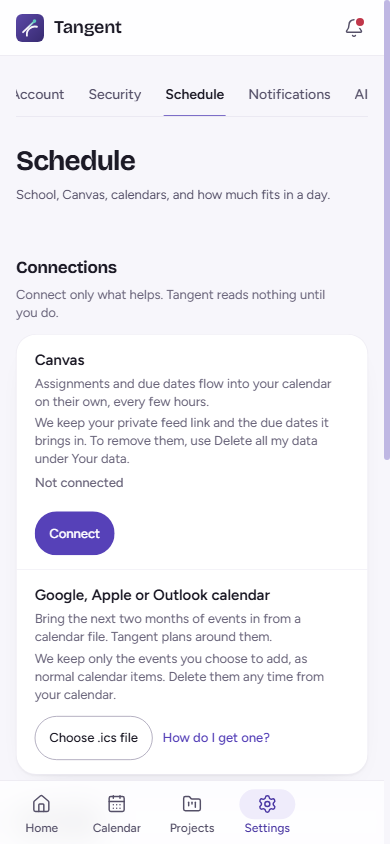 Tangent
Account Security Schedule Notifications AI
Schedule
School, Canvas, calendars, and how much fits in a day.
Connections
Connect only what helps. Tangent reads nothing until
you do.
Canvas
Assignments and due dates flow into your calendar
on their own, every few hours.
We keep your private feed link and the due dates it
brings in. To remove them, use Delete all my data
under Your data.
Not connected
Connect
Google, Apple or Outlook calendar
Bring the next two months of events in from a
calendar file. Tangent plans around them.
We keep only the events you choose to add, as
normal calendar items. Delete them any time from
your calendar.
Choose .ics file How do I get one?
Home Calendar Projects Settings